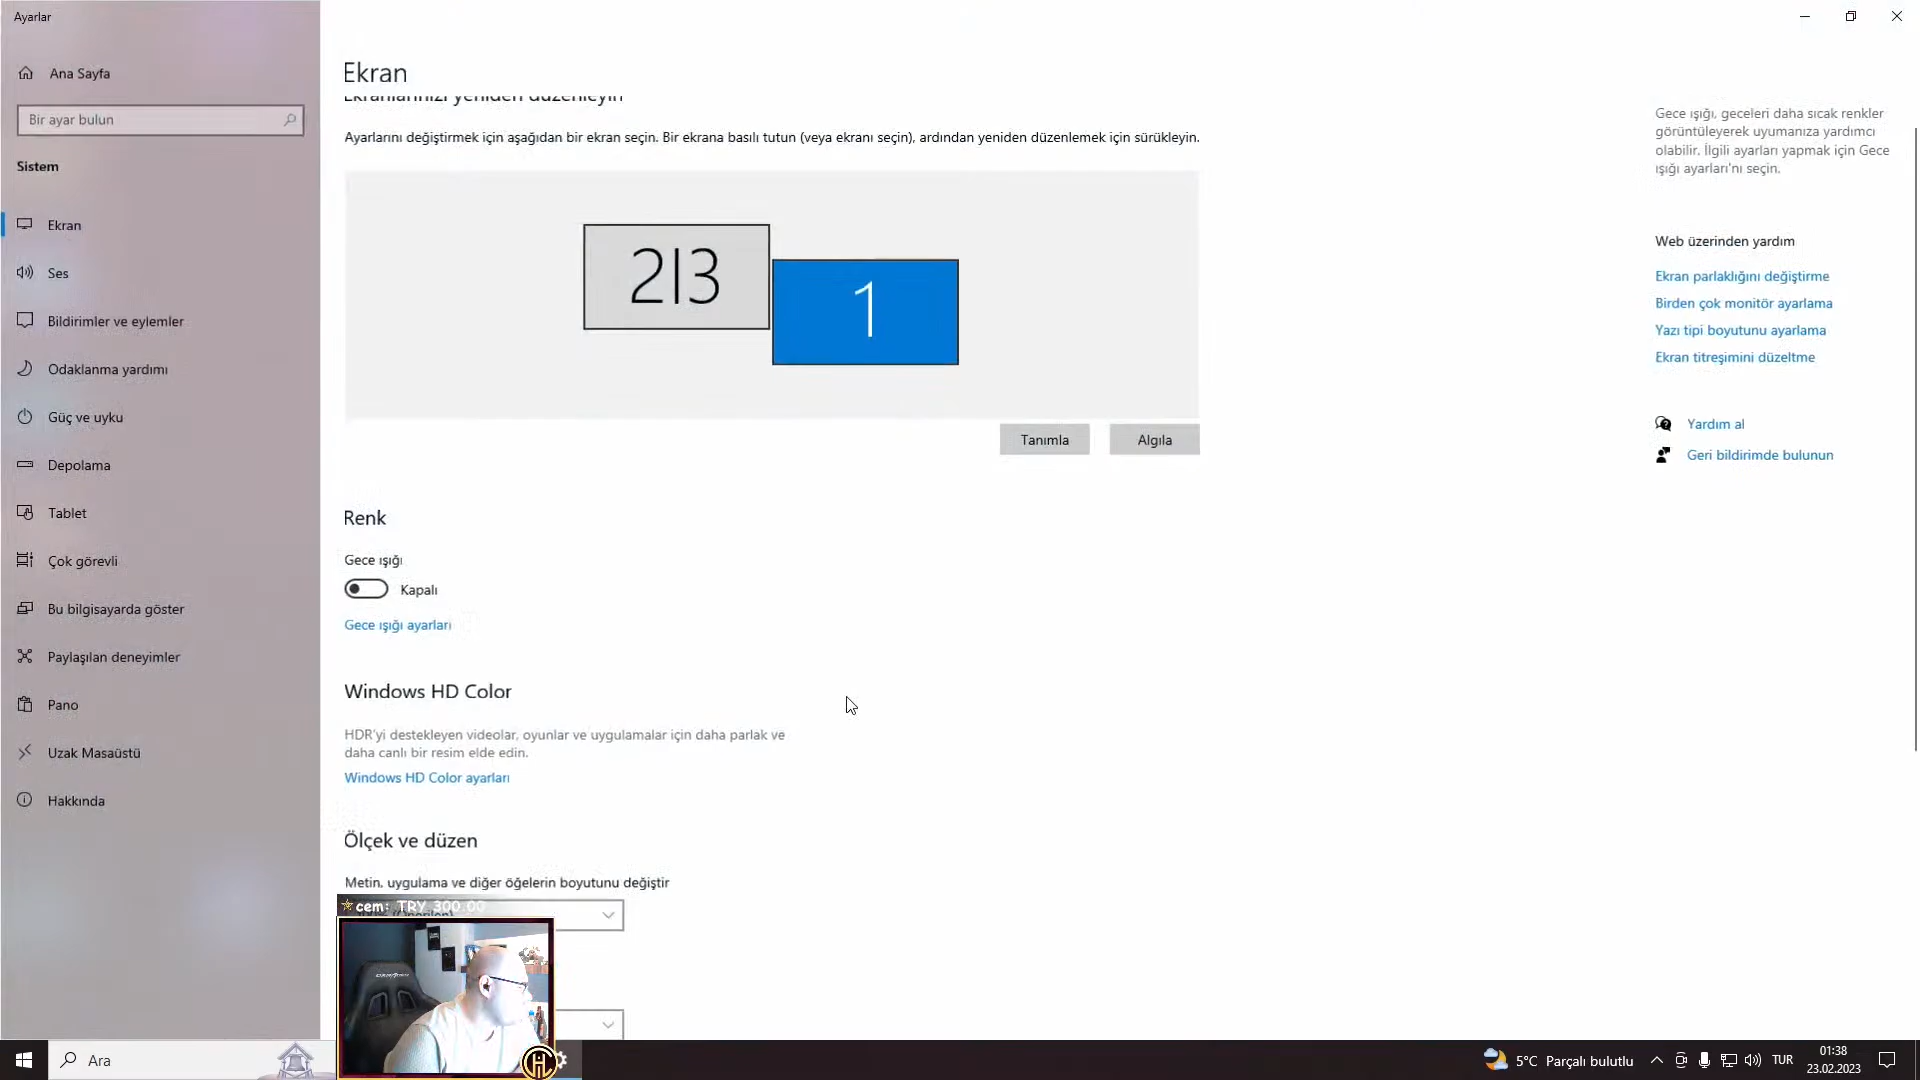 Ayarlar
Ana Sayfa
Bir ayar bulun
Sistem
Ekran
Ses
Bildirimler ve eylemler
Odaklanma yardımı
Güç ve uyku
Depolama
Tablet
Çok görevli
Bu bilgisayarda göster
Paylaşılan deneyimler
Pano
Uzak Masaüstü
Hakkında
Ekran
Ekranlarınızı yeniden düzenleyin
Ayarlarını değiştirmek için aşağıdan bir ekran seçin. Bir ekrana basılı tutun (veya ekranı seçin), ardından yeniden düzenlemek için sürükleyin.
2|3
1
Tanımla
Algıla
Renk
Gece ışığı
Kapalı
Gece ışığı ayarları
Windows HD Color
HDR'yi destekleyen videolar, oyunlar ve uygulamalar için daha parlak ve
daha canlı bir resim elde edin.
Windows HD Color ayarları
Ölçek ve düzen
Metin, uygulama ve diğer öğelerin boyutunu değiştir
cem: TRY 300.00
Gece ışığı, geceleri daha sıcak renkler
görüntüleyerek uyumanıza yardımcı
olabilir. İlgili ayarları yapmak için Gece
ışığı ayarları'nı seçin.
Web üzerinden yardım
Ekran parlaklığını değiştirme
Birden çok monitör ayarlama
Yazı tipi boyutunu ayarlama
Ekran titreşimini düzeltme
Yardım al
Geri bildirimde bulunun
Ara
5°C Parçalı bulutlu
TUR
01:38
23.02.2023